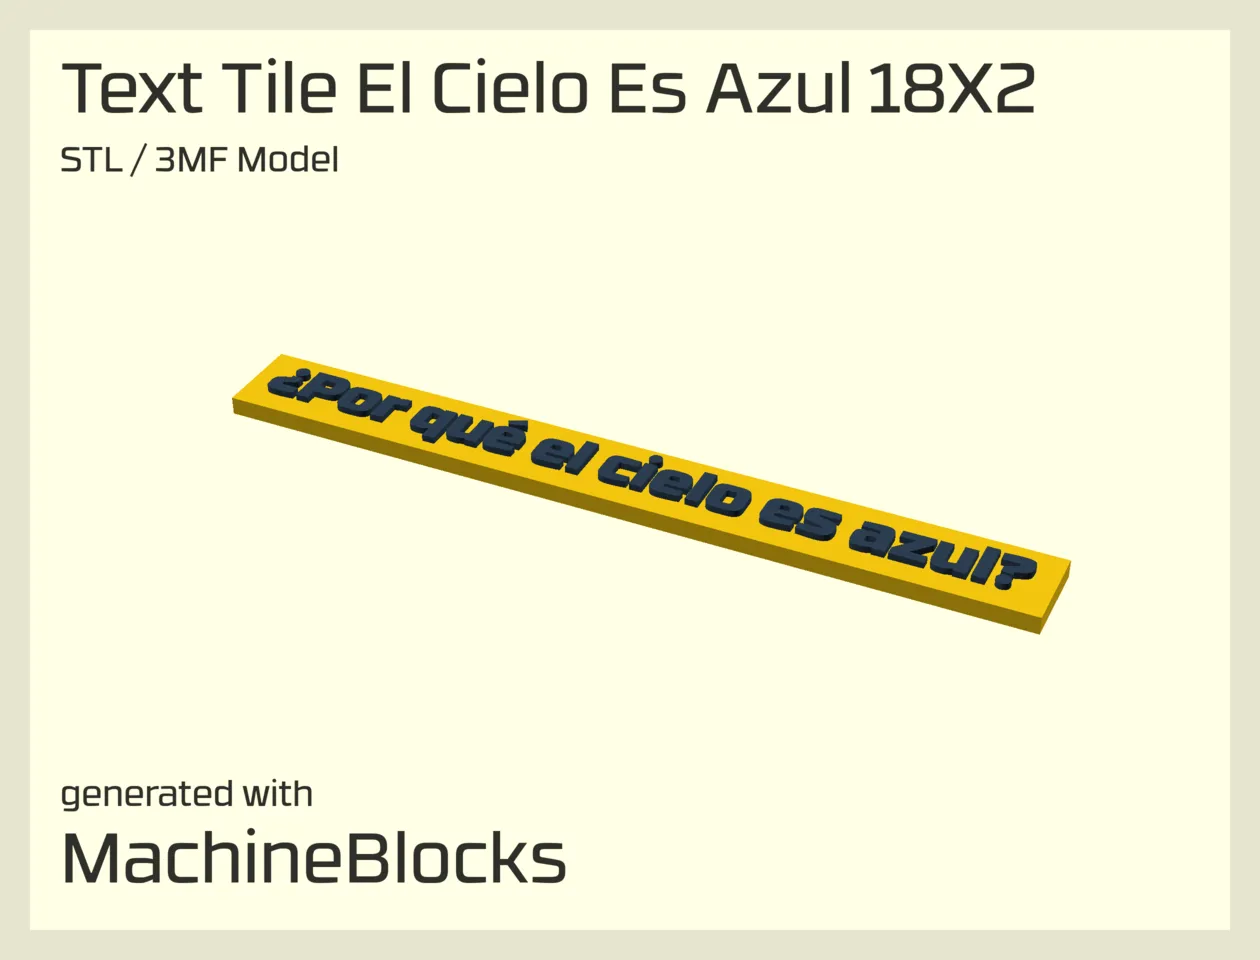 Text Tile El Cielo Es Azul 18X2
STL / 3MF Model
¿Por qué el cielo es azul?
generated with
MachineBlocks